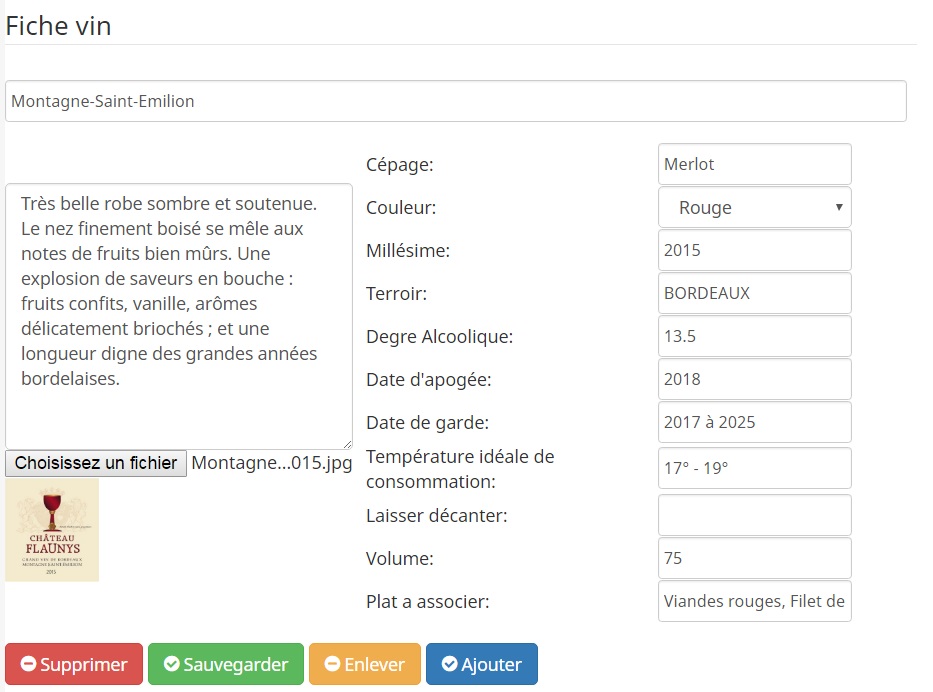 Fiche vin
Montagne-Saint-Emilion
Très belle robe sombre et soutenue.
Le nez finement boisé se mêle aux
notes de fruits bien mûrs. Une
explosion de saveurs en bouche :
fruits confits, vanille, arômes
délicatement briochés ; et une
longueur digne des grandes années
bordelaises.
Choisissez un fichier Montagne...015.jpg
CHÂTEAU
FLAÜNYS
GRAND VIN DE BORDEAUX
MONTAGNE SAINT-EMILION
2015
Cépage: Merlot
Couleur: Rouge
Millésime: 2015
Terroir: BORDEAUX
Degre Alcoolique: 13.5
Date d'apogée: 2018
Date de garde: 2017 à 2025
Température idéale de
consommation: 17° - 19°
Laisser décanter:
Volume: 75
Plat a associer: Viandes rouges, Filet de
Supprimer Sauvegarder Enlever Ajouter